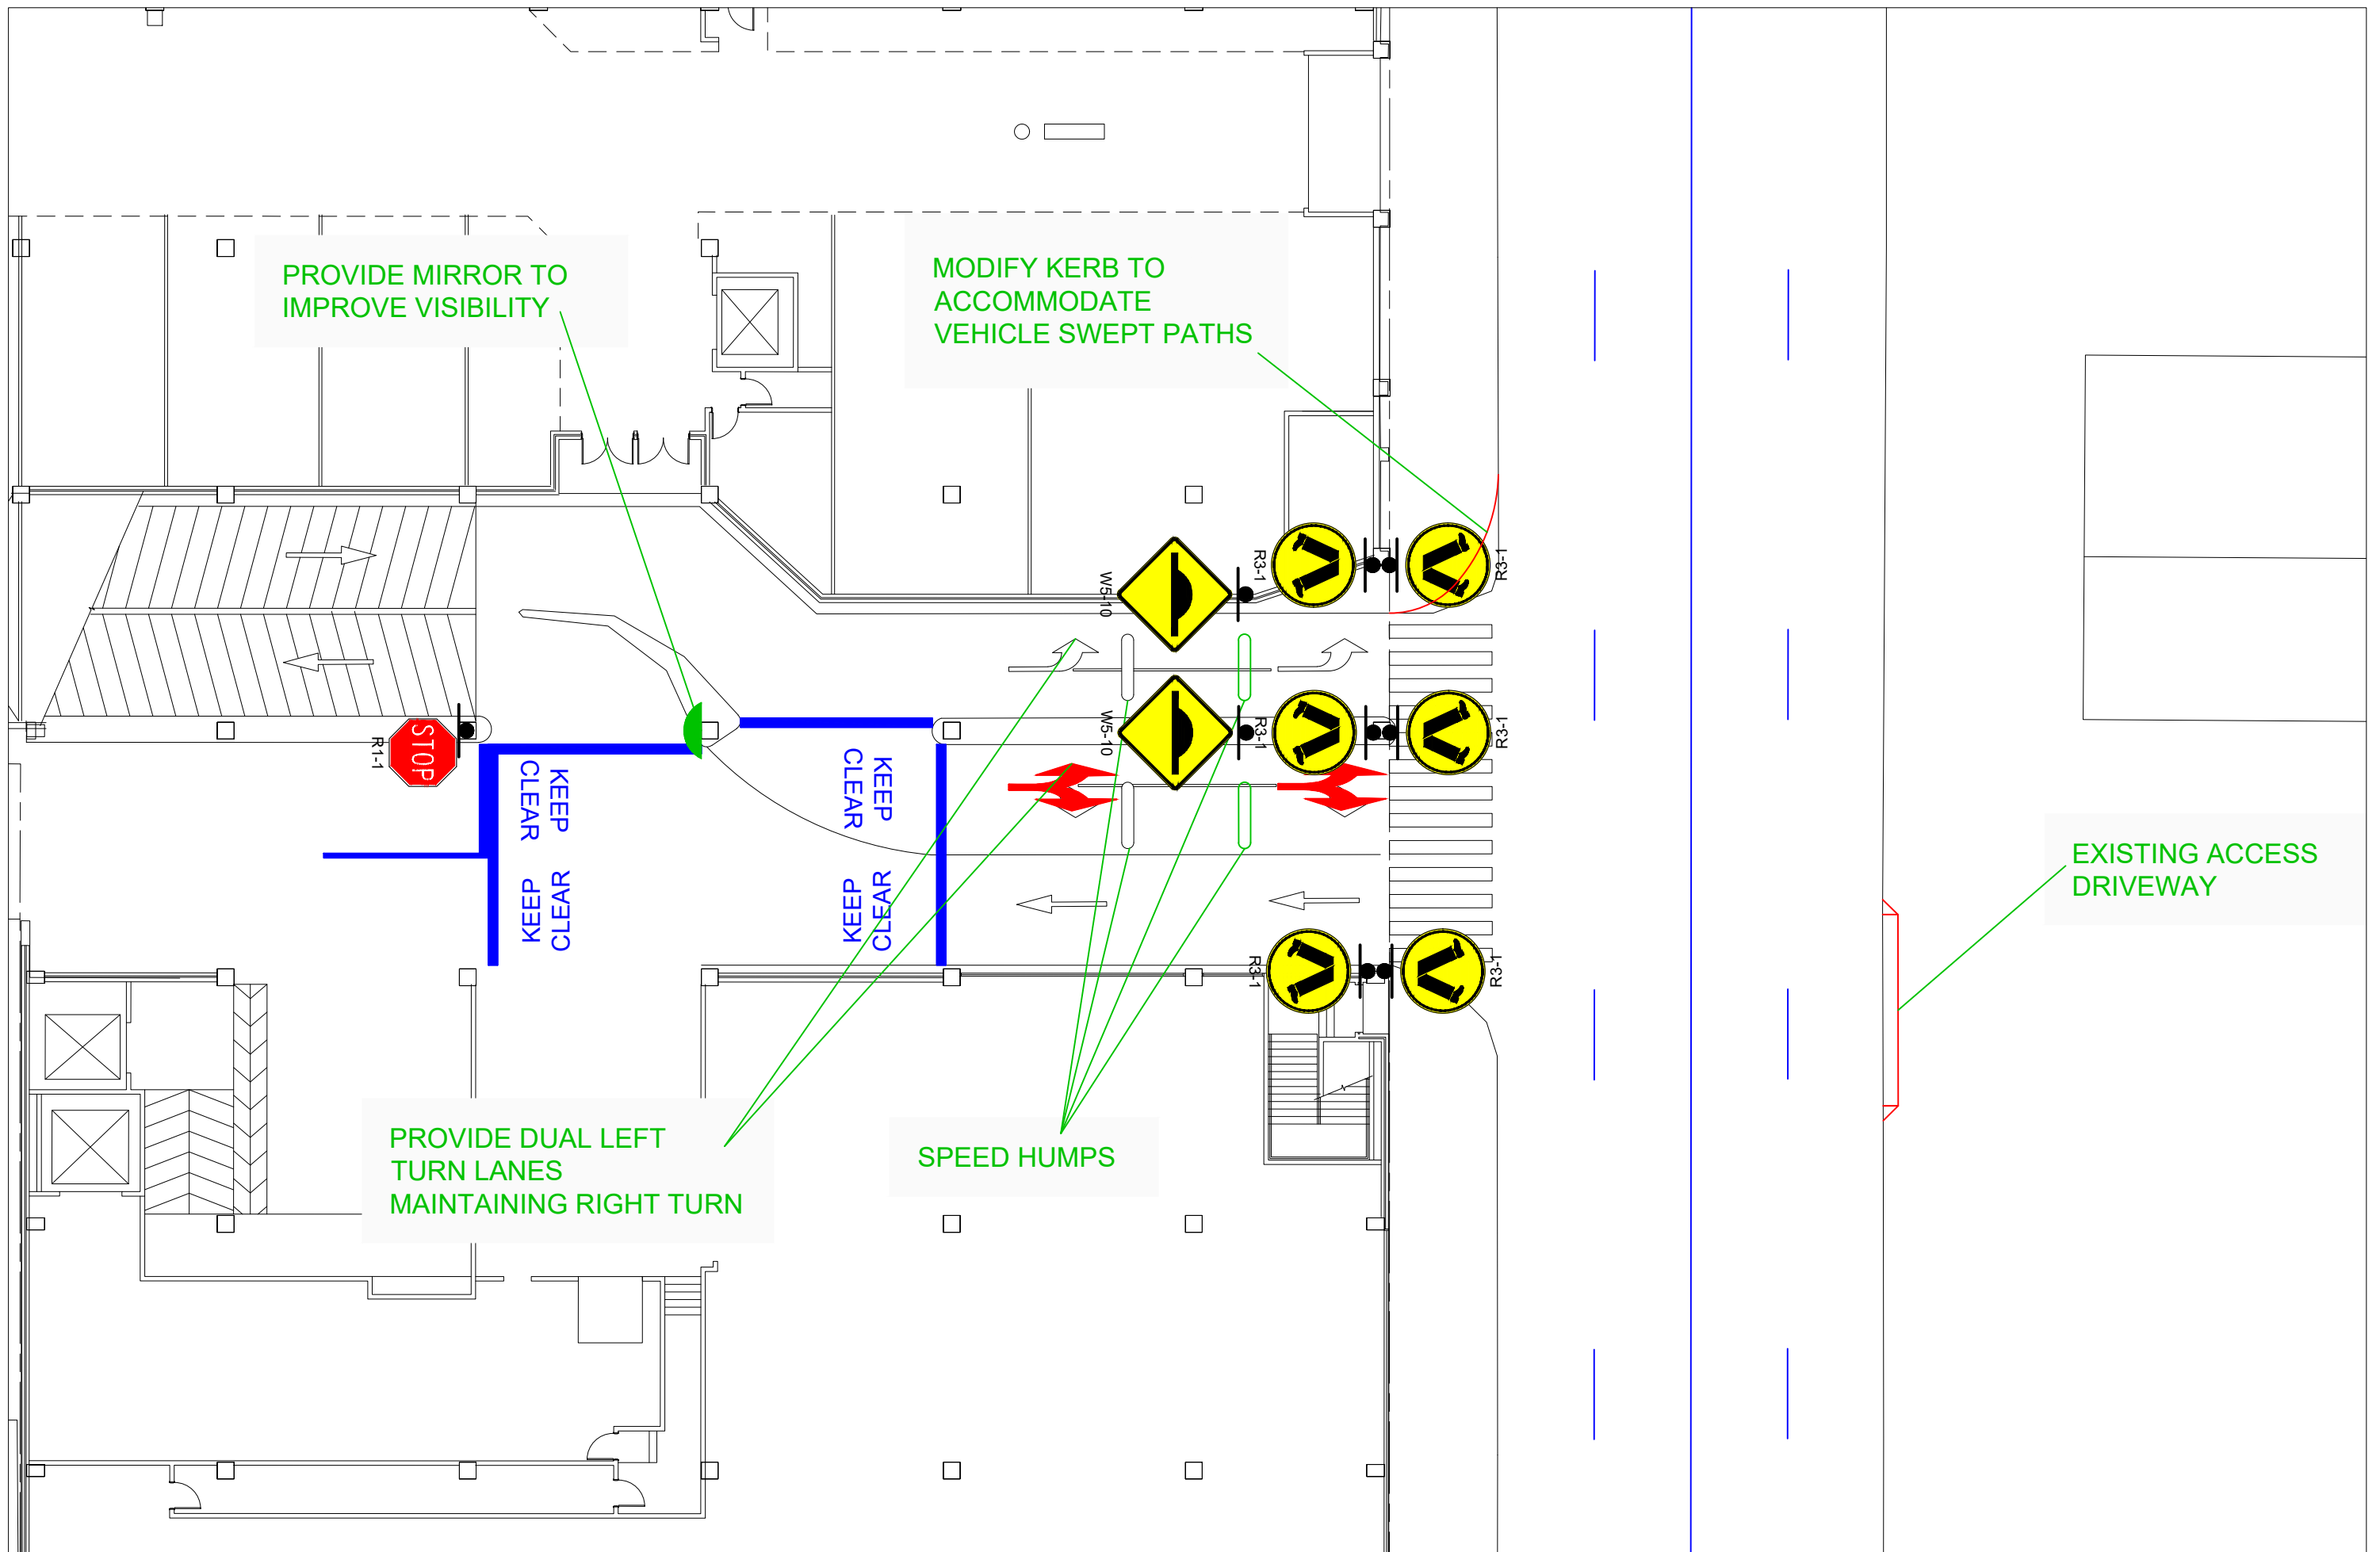 PROVIDE MIRROR TO
IMPROVE VISIBILITY
MODIFY KERB TO
ACCOMMODATE
VEHICLE SWEPT PATHS
W5-10
R3-1
R3-1
STOP
R1-1
W5-10
R3-1
R3-1
KEEP
CLEAR
KEEP
CLEAR
KEEP
CLEAR
KEEP
CLEAR
EXISTING ACCESS
DRIVEWAY
R3-1
R3-1
PROVIDE DUAL LEFT
TURN LANES
MAINTAINING RIGHT TURN
SPEED HUMPS